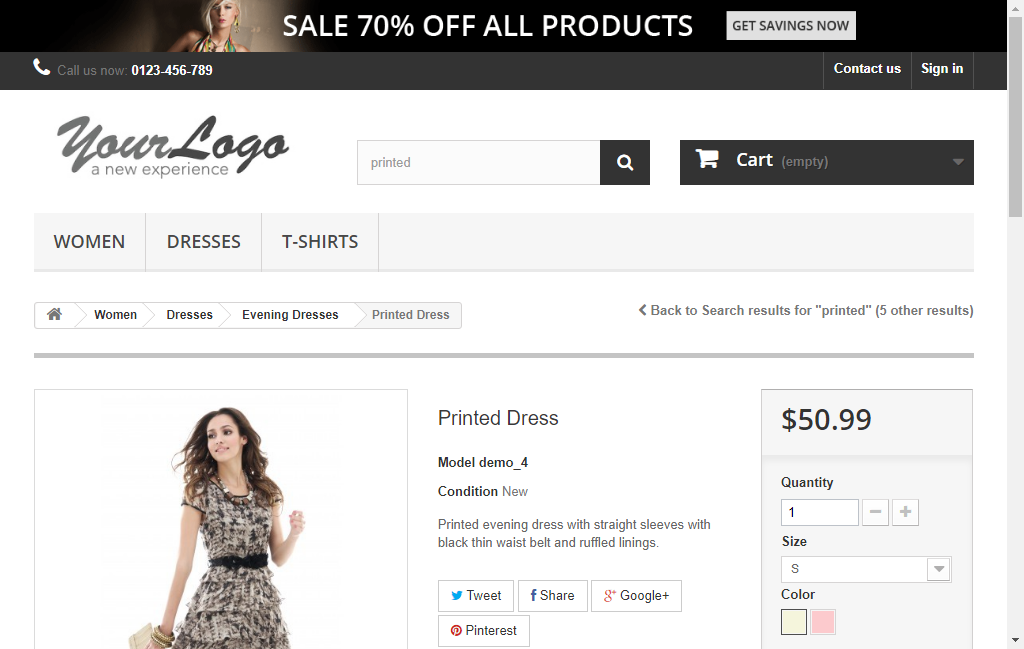 SALE 70% OFF ALL PRODUCTS
GET SAVINGS NOW
Call us now: 0123-456-789
Contact us
Sign in
YourLogo
a new experience
printed
Cart (empty)
WOMEN
DRESSES
T-SHIRTS
Women
Dresses
Evening Dresses
Printed Dress
Back to Search results for "printed" (5 other results)
Printed Dress
Model demo_4
Condition New
Printed evening dress with straight sleeves with
black thin waist belt and ruffled linings.
Tweet
Share
Google+
Pinterest
$50.99
Quantity
1
Size
S
Color